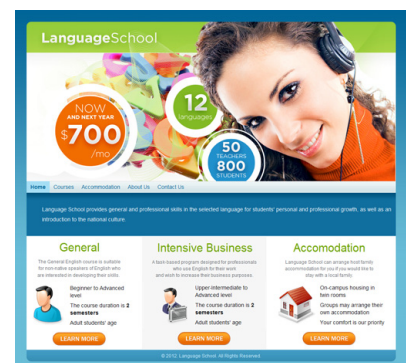 LanguageSchool
NOW
AND NEXT YEAR
$700
/mo
12
languages
50
TEACHERS
800
STUDENTS
Home Courses Accommodation About Us Contact Us
Language School provides general and professional skills in the selected language for students' personal and professional growth, as well as an
introduction to the national culture.
General
The General English course is suitable
for non-native speakers of English who
are interested in developing their skills.
Beginner to Advanced
level
The course duration is 2
semesters
Adult students' age
LEARN MORE
Intensive Business
A task-based program designed for professionals
who use English for their work
and wish to increase their business purposes.
Upper-intermediate to
Advanced level
The course duration is 2
semesters
Adult students' age
LEARN MORE
Accomodation
Language School can arrange host family
accommodation for you if you would like to
stay with a local family.
On-campus housing in
twin rooms
Groups may arrange their
own accommodation
Your comfort is our priority
LEARN MORE
© 2012. Language School. All Rights Reserved